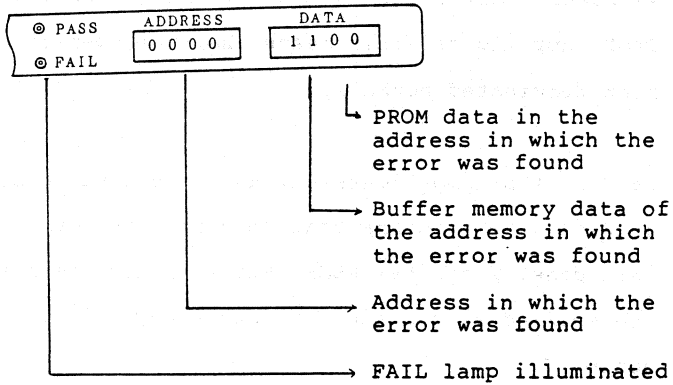 ADDRESS DATA
PASS 0 0 0 0 1 1 0 0
FAIL
PROM data in the
address in which the
error was found
Buffer memory data of
the address in which
the error was found
Address in which the
error was found
FAIL lamp illuminated